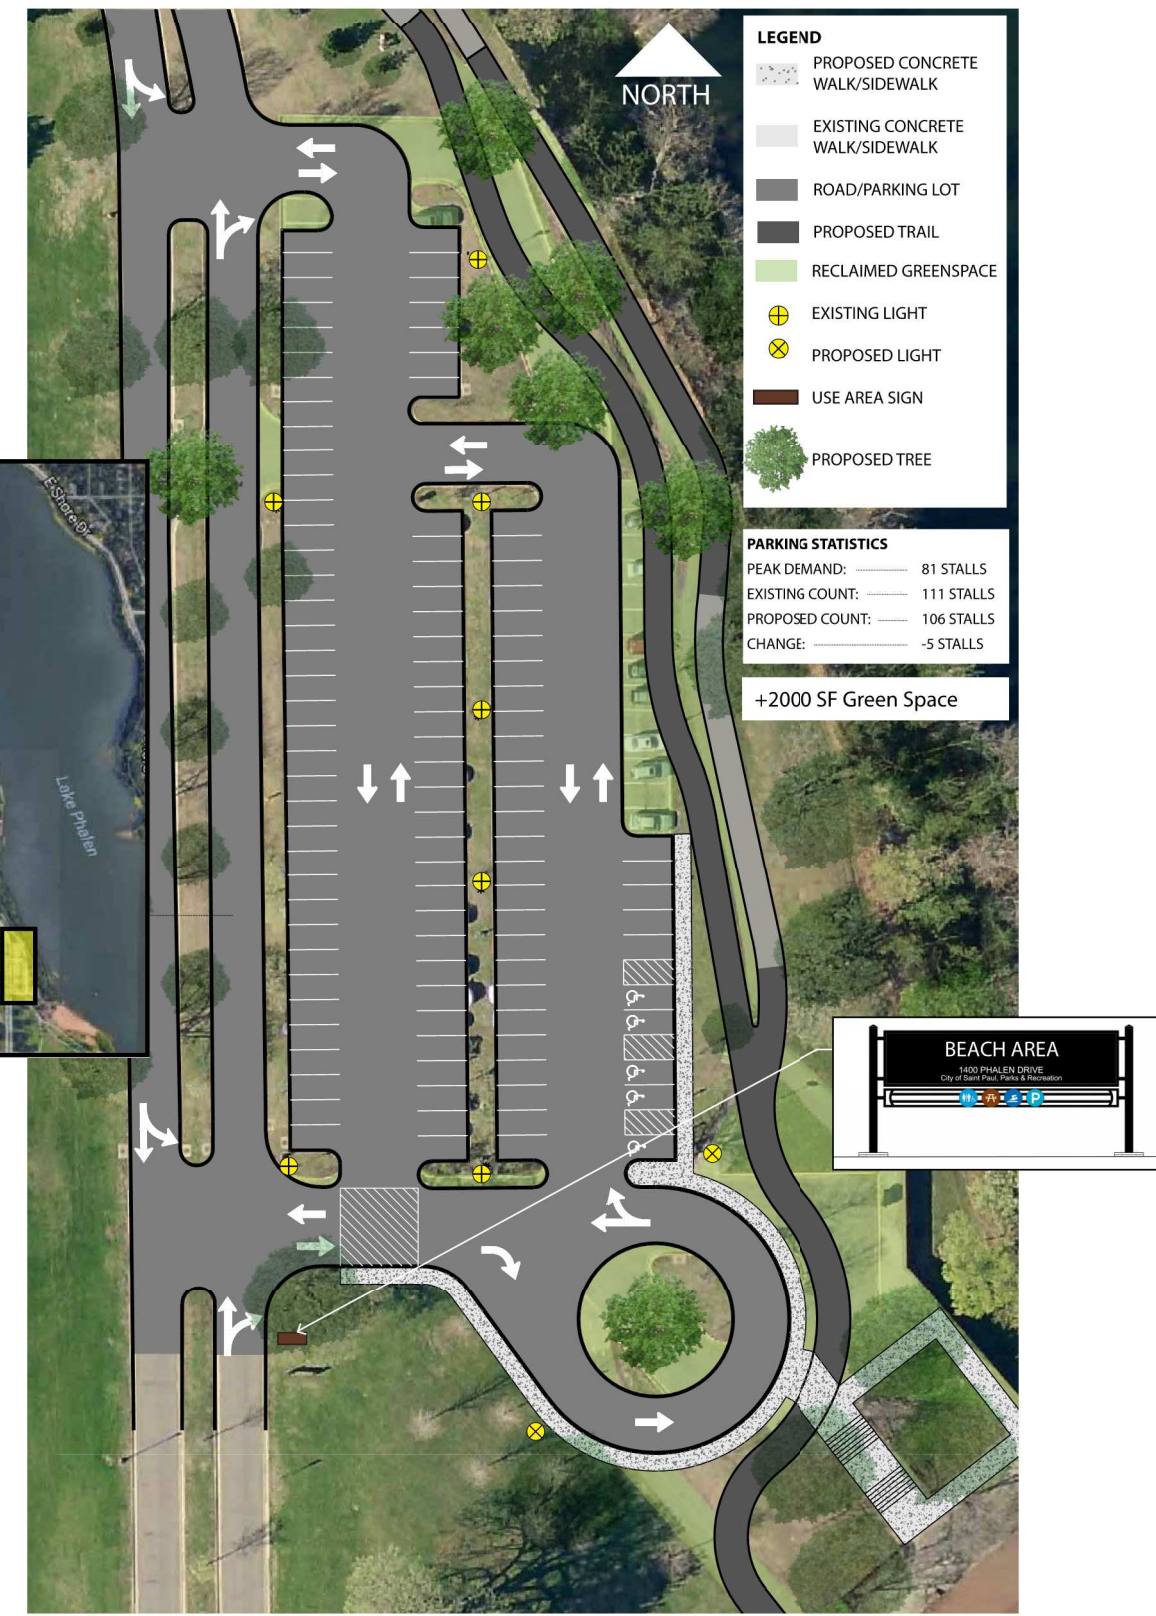 NORTH
LEGEND
PROPOSED CONCRETE
WALK/SIDEWALK
EXISTING CONCRETE
WALK/SIDEWALK
ROAD/PARKING LOT
PROPOSED TRAIL
RECLAIMED GREENSPACE
EXISTING LIGHT
PROPOSED LIGHT
USE AREA SIGN
PROPOSED TREE
PARKING STATISTICS
PEAK DEMAND: 81 STALLS
EXISTING COUNT: 111 STALLS
PROPOSED COUNT: 106 STALLS
CHANGE: -5 STALLS
+2000 SF Green Space
E Shore Dr
Lake Phalen
BEACH AREA
1400 PHALEN DRIVE
City of Saint Paul, Parks & Recreation
P